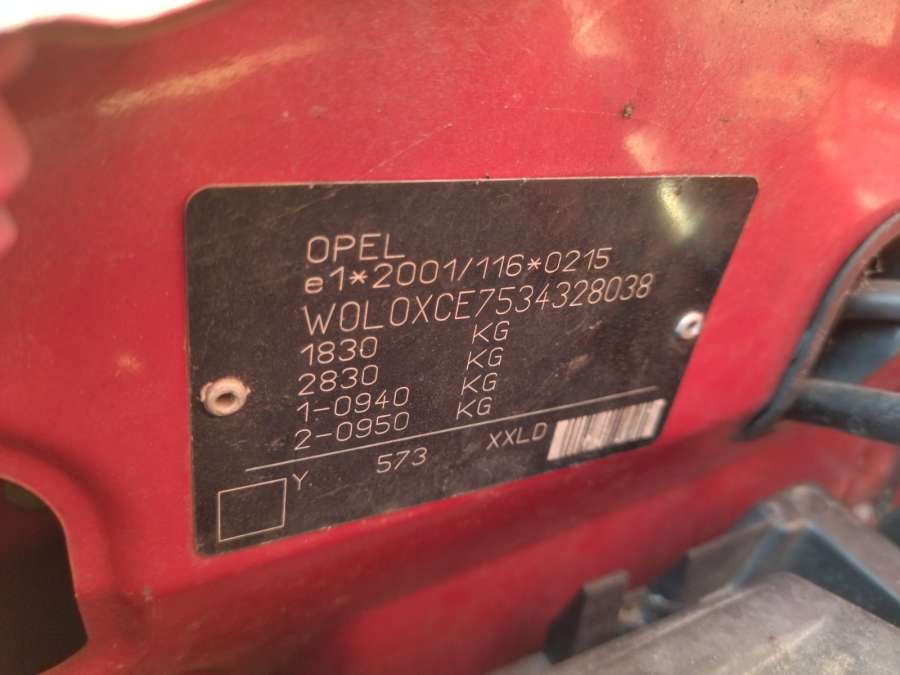 OPEL
e1*2001/116*0215
W0L0XCE7534328038
1830 KG
2830 KG
1-0940 KG
2-0950 KG
Y. 573 XXLD